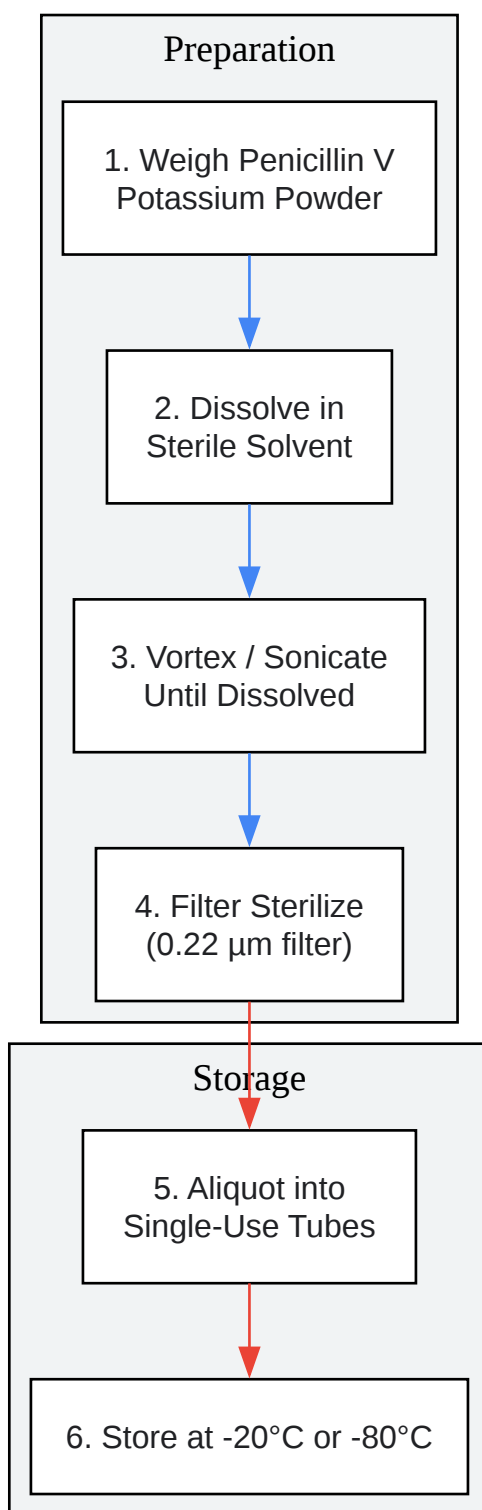 Preparation
1. Weigh Penicillin V
Potassium Powder
2. Dissolve in
Sterile Solvent
3. Vortex / Sonicate
Until Dissolved
4. Filter Sterilize
(0.22 µm filter)
Storage
5. Aliquot into
Single-Use Tubes
6. Store at -20°C or -80°C